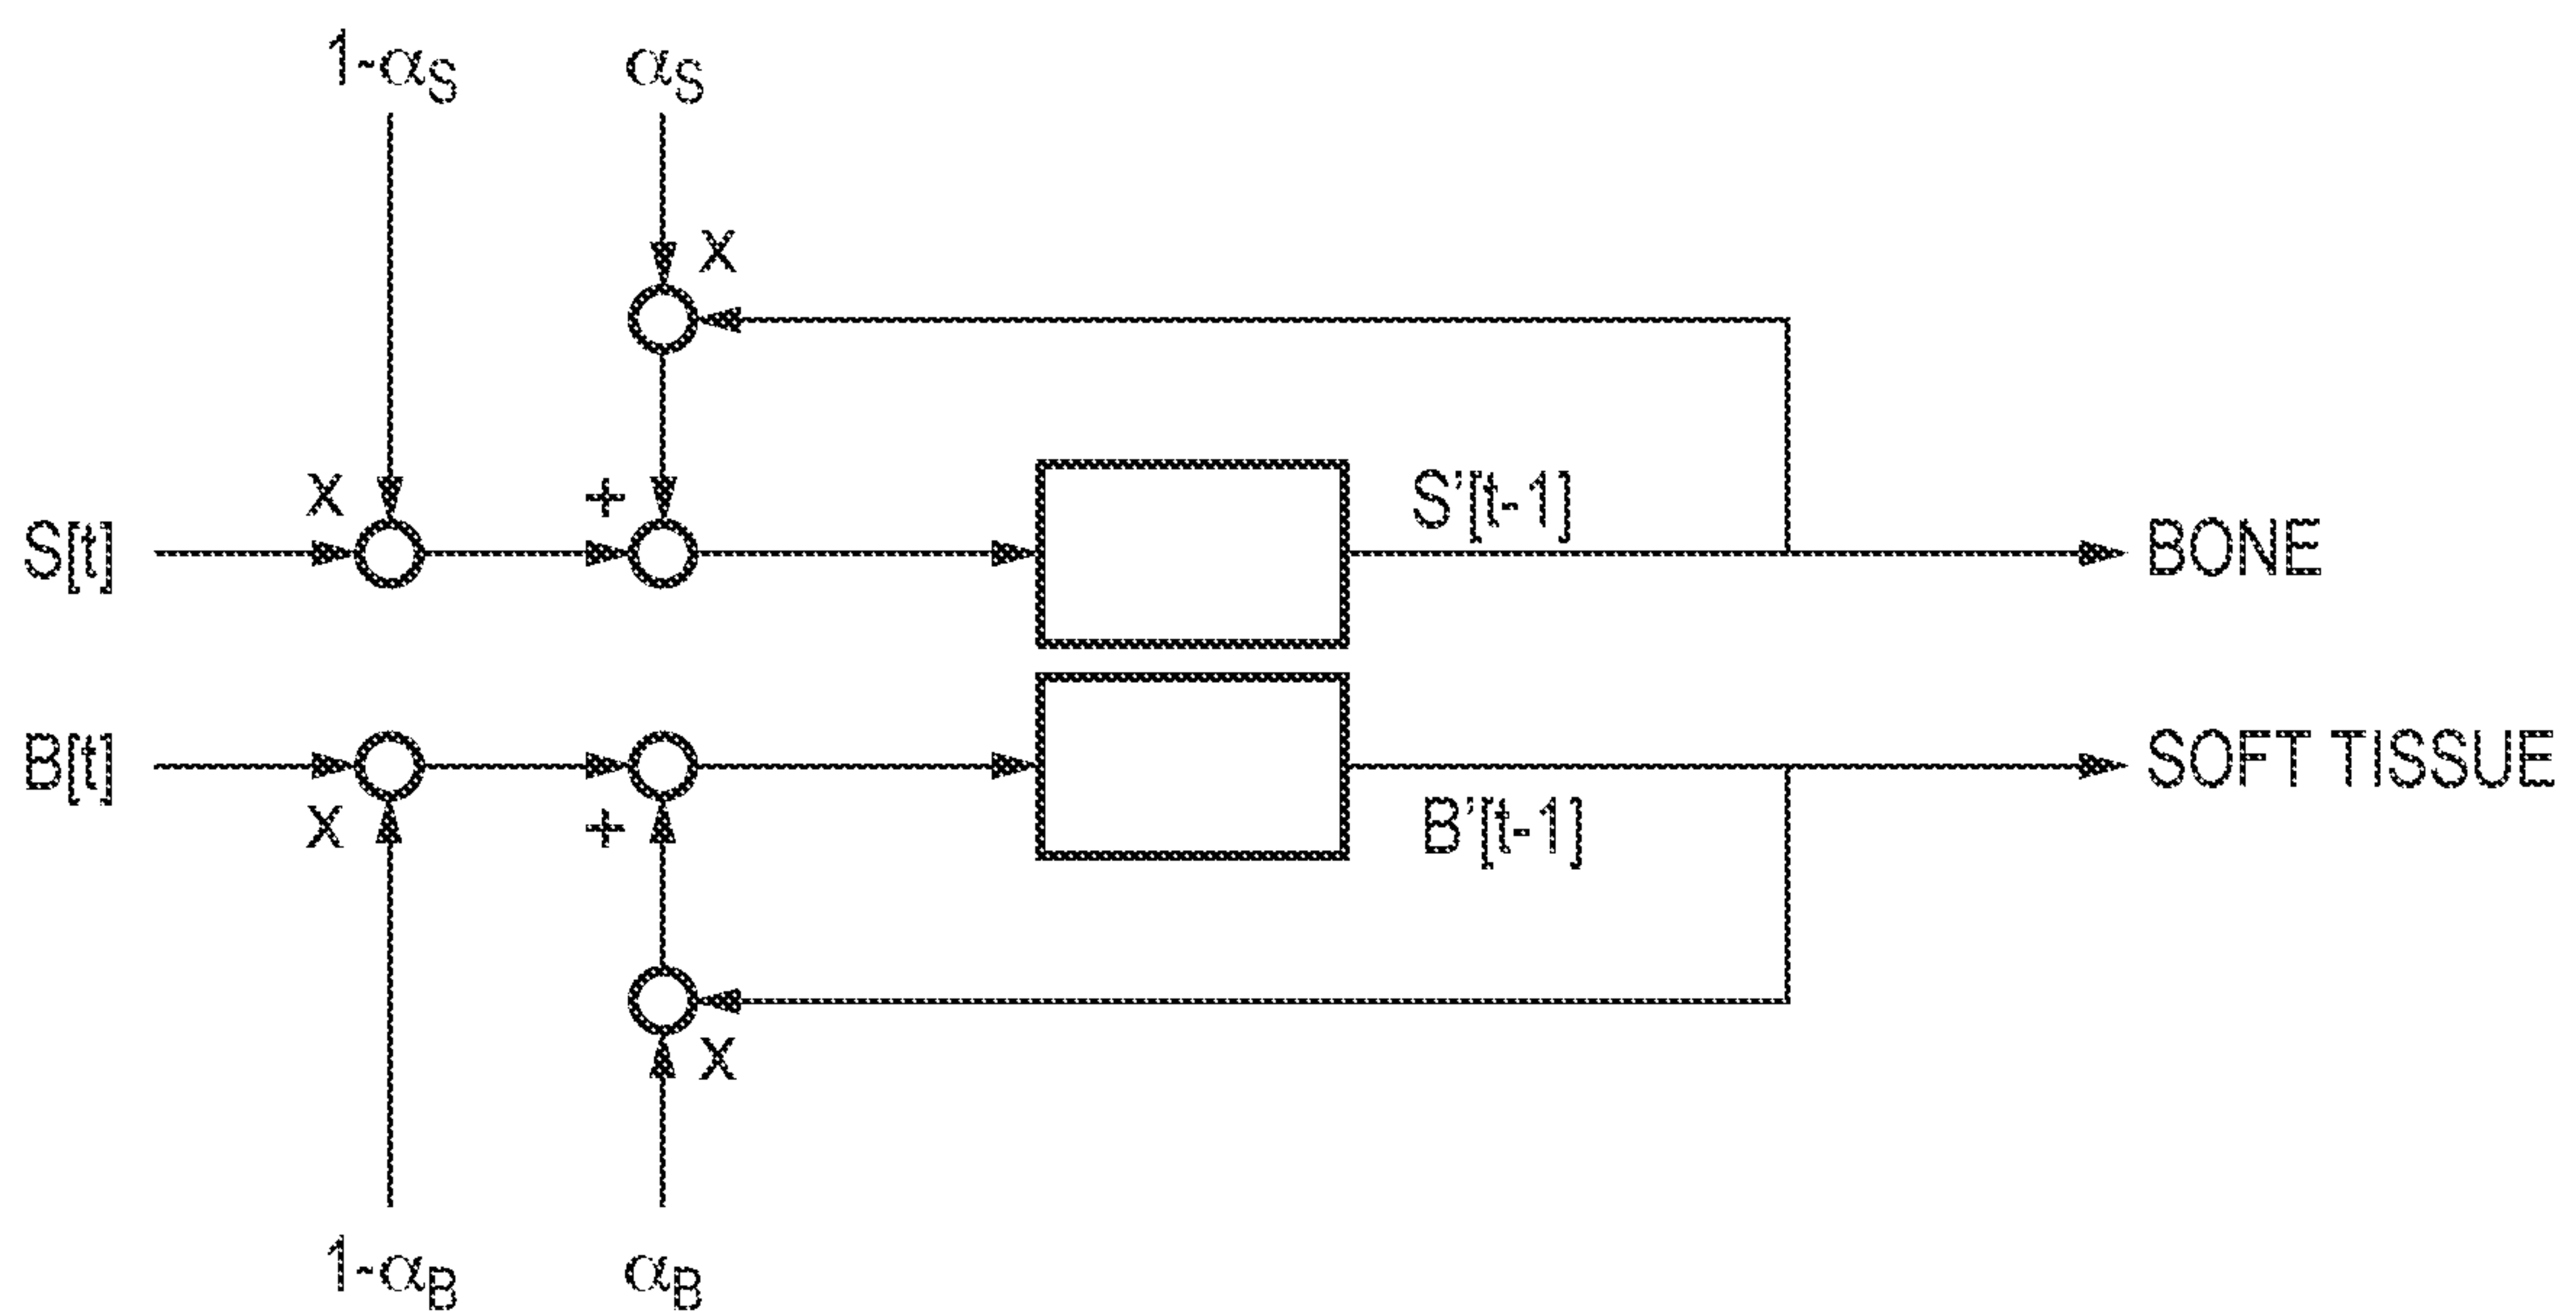 1-αS αS
X
X + S'[t-1]
S[t] BONE
B[t] SOFT TISSUE
X + B'[t-1]
X
1-αB αB